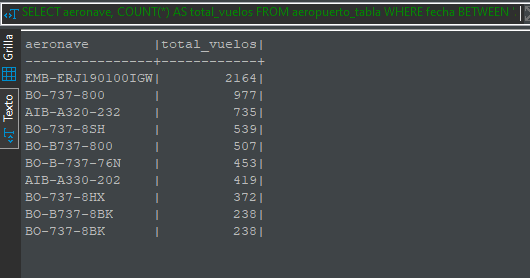 SELECT aeronave, COUNT(*) AS total_vuelos FROM aeropuerto_tabla WHERE fecha BETWEEN '
Grilla
Texto
aeronave |total_vuelos|
----------------+------------+
EMB-ERJ190100IGW| 2164|
BO-737-800 | 977|
AIB-A320-232 | 735|
BO-737-8SH | 539|
BO-B737-800 | 507|
BO-B-737-76N | 453|
AIB-A330-202 | 419|
BO-737-8HX | 372|
BO-B737-8BK | 238|
BO-737-8BK | 238|